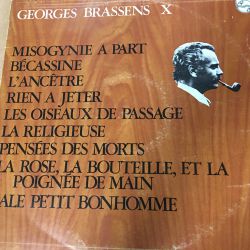 GEORGES BRASSENS X
MISOGYNIE A PART
BÉCASSINE
L'ANCÊTRE
RIEN A JETER
LES OISEAUX DE PASSAGE
LA RELIGIEUSE
PENSÉES DES MORTS
LA ROSE, LA BOUTEILLE, ET LA
POIGNÉE DE MAIN
ALE PETIT BONHOMME